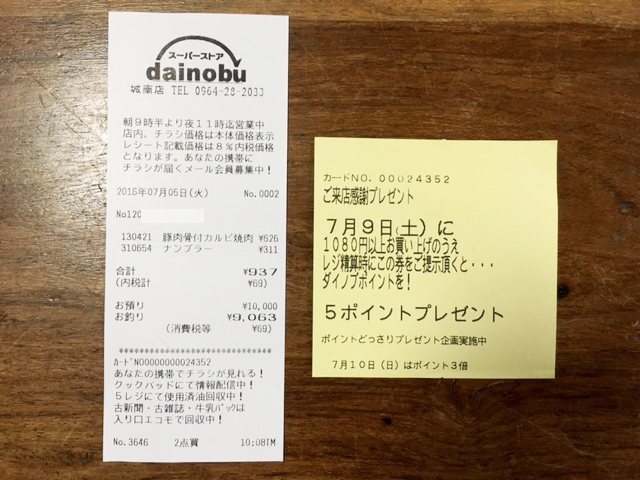 スーパーストア
dainobu
城南店 TEL 0964-28-2033
朝9時半より夜11時迄営業中
店内、チラシ価格は本体価格表示
レシート記載価格は8%内税価格
となります。あなたの携帯に
チラシが届くメール会員募集中!
2016年07月05日(火) No.0002
No120
130421 豚肉骨付カルビ焼肉 ¥626
310654 ナンプラー ¥311
合計 ¥937
(内税計 ¥69)
お預り ¥10,000
お釣り ¥9,063
(消費税等 ¥69)
******************************
カードNO0000000024352
あなたの携帯でチラシが見れる!
クックパッドにて情報配信中!
5レジにて使用済油回収中!
古新聞・古雑誌・牛乳パックは
入り口エコモで回収中!
No.3646 2点買 10:08TM
カードNO. 00024352
ご来店感謝プレゼント
7月9日(土)に
1080円以上お買い上げのうえ
レジ精算時にこの券をご提示頂くと・・・
ダイノブポイントを!
5ポイントプレゼント
ポイントどっさりプレゼント企画実施中
7月10日(日)はポイント3倍